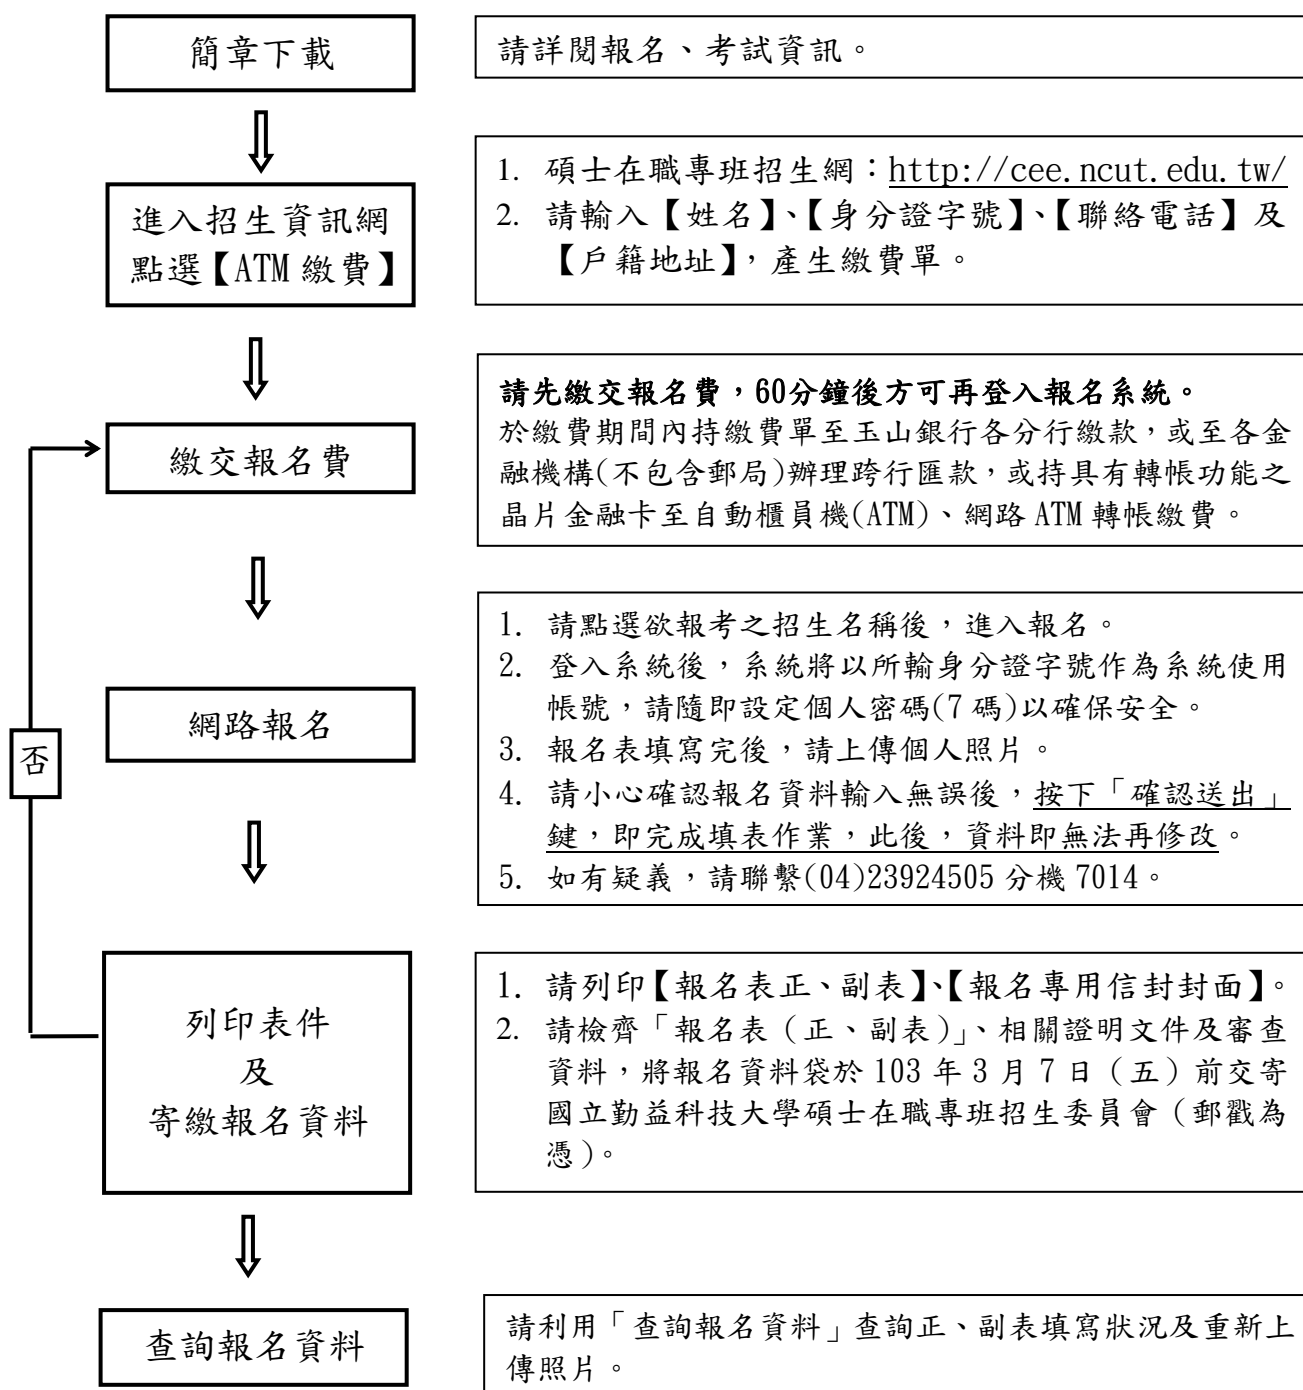 簡章下載
請詳閱報名、考試資訊。
進入招生資訊網
點選【ATM 繳費】
1. 碩士在職專班招生網：http://cee.ncut.edu.tw/
2. 請輸入【姓名】、【身分證字號】、【聯絡電話】及
【戶籍地址】，產生繳費單。
繳交報名費
請先繳交報名費，60分鐘後方可再登入報名系統。
於繳費期間內持繳費單至玉山銀行各分行繳款，或至各金
融機構(不包含郵局)辦理跨行匯款，或持具有轉帳功能之
晶片金融卡至自動櫃員機(ATM)、網路 ATM 轉帳繳費。
網路報名
1. 請點選欲報考之招生名稱後，進入報名。
2. 登入系統後，系統將以所輸身分證字號作為系統使用
帳號，請隨即設定個人密碼(7 碼)以確保安全。
3. 報名表填寫完後，請上傳個人照片。
4. 請小心確認報名資料輸入無誤後，按下「確認送出」
鍵，即完成填表作業，此後，資料即無法再修改。
5. 如有疑義，請聯繫(04)23924505 分機 7014。
否
列印表件
及
寄繳報名資料
1. 請列印【報名表正、副表】、【報名專用信封封面】。
2. 請檢齊「報名表（正、副表）」、相關證明文件及審查
資料，將報名資料袋於 103 年 3 月 7 日（五）前交寄
國立勤益科技大學碩士在職專班招生委員會（郵戳為
憑）。
查詢報名資料
請利用「查詢報名資料」查詢正、副表填寫狀況及重新上
傳照片。